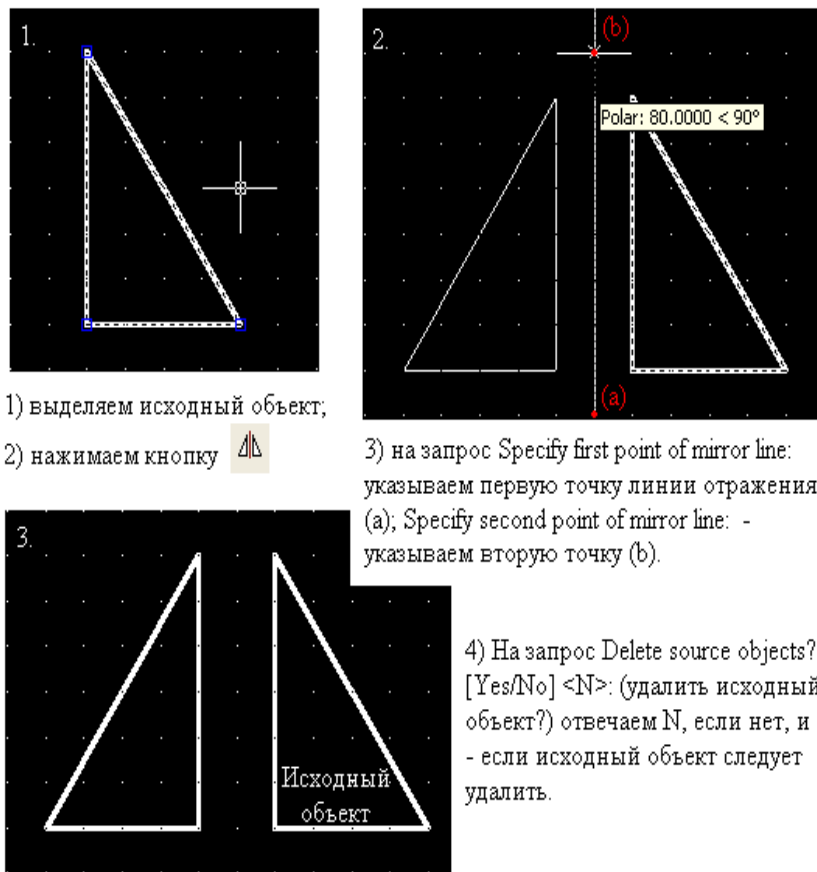 1.
1) выделяем исходный объект;
2) нажимаем кнопку
2.
(b)
Polar: 80.0000 < 90°
(a)
3) на запрос Specify first point of mirror line:
указываем первую точку линии отражения
(a); Specify second point of mirror line: -
указываем вторую точку (b).
3.
Исходный
объект
4) На запрос Delete source objects?
[Yes/No] <N>: (удалить исходный
объект?) отвечаем N, если нет, и
- если исходный объект следует
удалить.